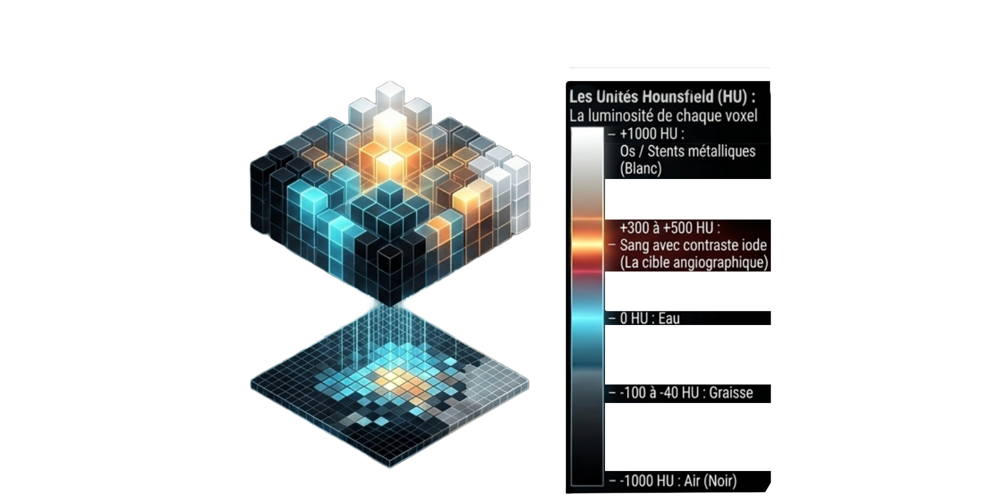 Les Unités Hounsfield (HU) :
La luminosité de chaque voxel
– +1000 HU :
Os / Stents métalliques
(Blanc)
+300 à +500 HU :
– Sang avec contraste iode
(La cible angiographique)
– 0 HU : Eau
– -100 à -40 HU : Graisse
– -1000 HU : Air (Noir)